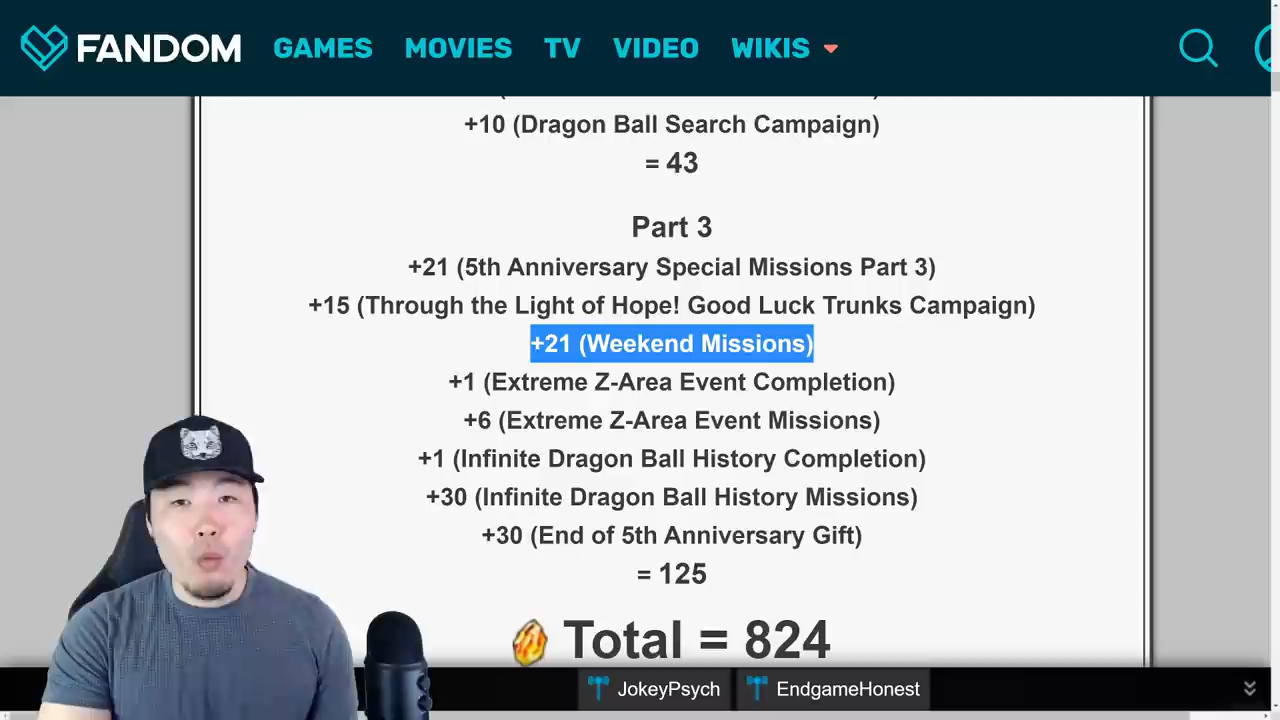 FANDOM GAMES MOVIES TV VIDEO WIKIS
+10 (Dragon Ball Search Campaign)
= 43
Part 3
+21 (5th Anniversary Special Missions Part 3)
+15 (Through the Light of Hope! Good Luck Trunks Campaign)
+21 (Weekend Missions)
+1 (Extreme Z-Area Event Completion)
+6 (Extreme Z-Area Event Missions)
+1 (Infinite Dragon Ball History Completion)
+30 (Infinite Dragon Ball History Missions)
+30 (End of 5th Anniversary Gift)
= 125
Total = 824
JokeyPsych EndgameHonest